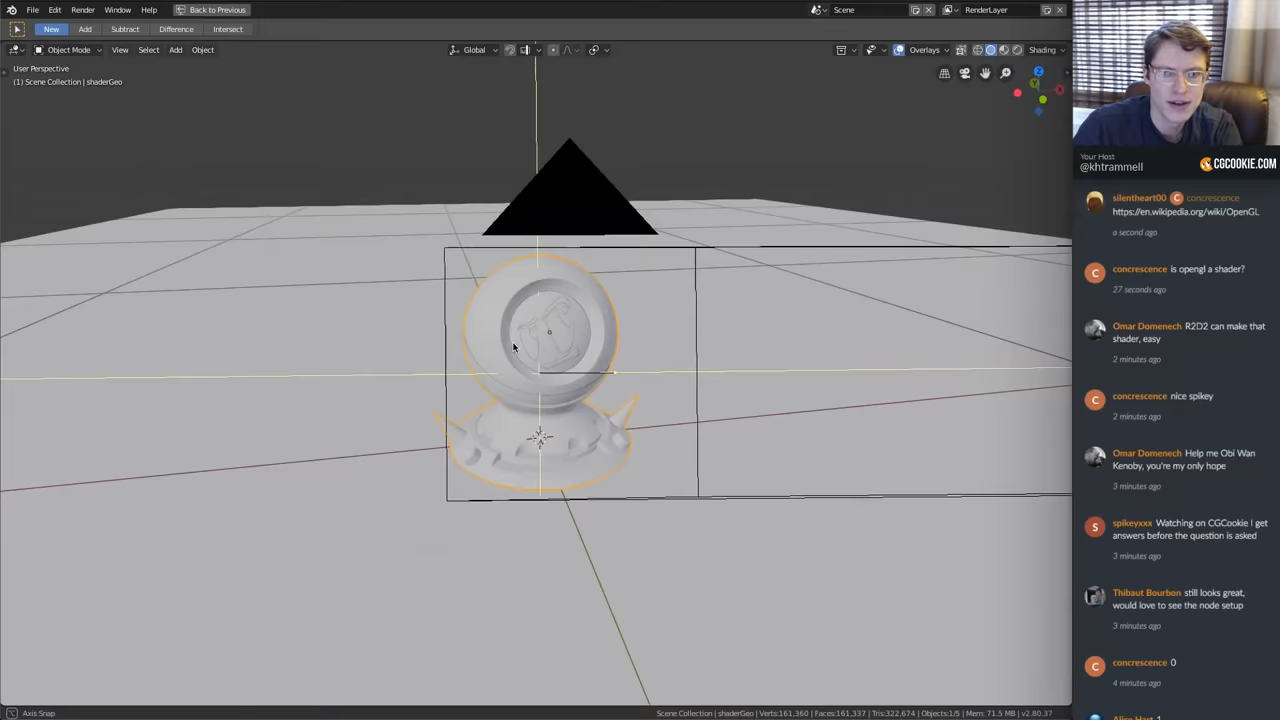 File Edit Render Window Help Back to Previous Scene RenderLayer
New Add Subtract Difference Intersect
Object Mode View Select Add Object Global Overlays Shading
User Perspective
(1) Scene Collection | shaderGeo
Z
Y
X
Your Host
@khtrammell
CGCOOKIE.COM
silentheart00 C concrescence
https://en.wikipedia.org/wiki/OpenGL
a second ago
C concrescence is opengl a shader?
27 seconds ago
Omar Domenech R2D2 can make that
shader, easy
2 minutes ago
C concrescence nice spikey
2 minutes ago
Omar Domenech Help me Obi Wan
Kenoby, you're my only hope
3 minutes ago
S spikeyxxx Watching on CGCookie I get
answers before the question is asked
3 minutes ago
Thibaut Bourbon still looks great,
would love to see the node setup
3 minutes ago
C concrescence 0
4 minutes ago
Axis Snap
Scene Collection | shaderGeo | Verts:161,360 | Faces:161,337 | Tris:322,674 | Objects:1/5 | Mem: 71.5 MB | v2.80.37